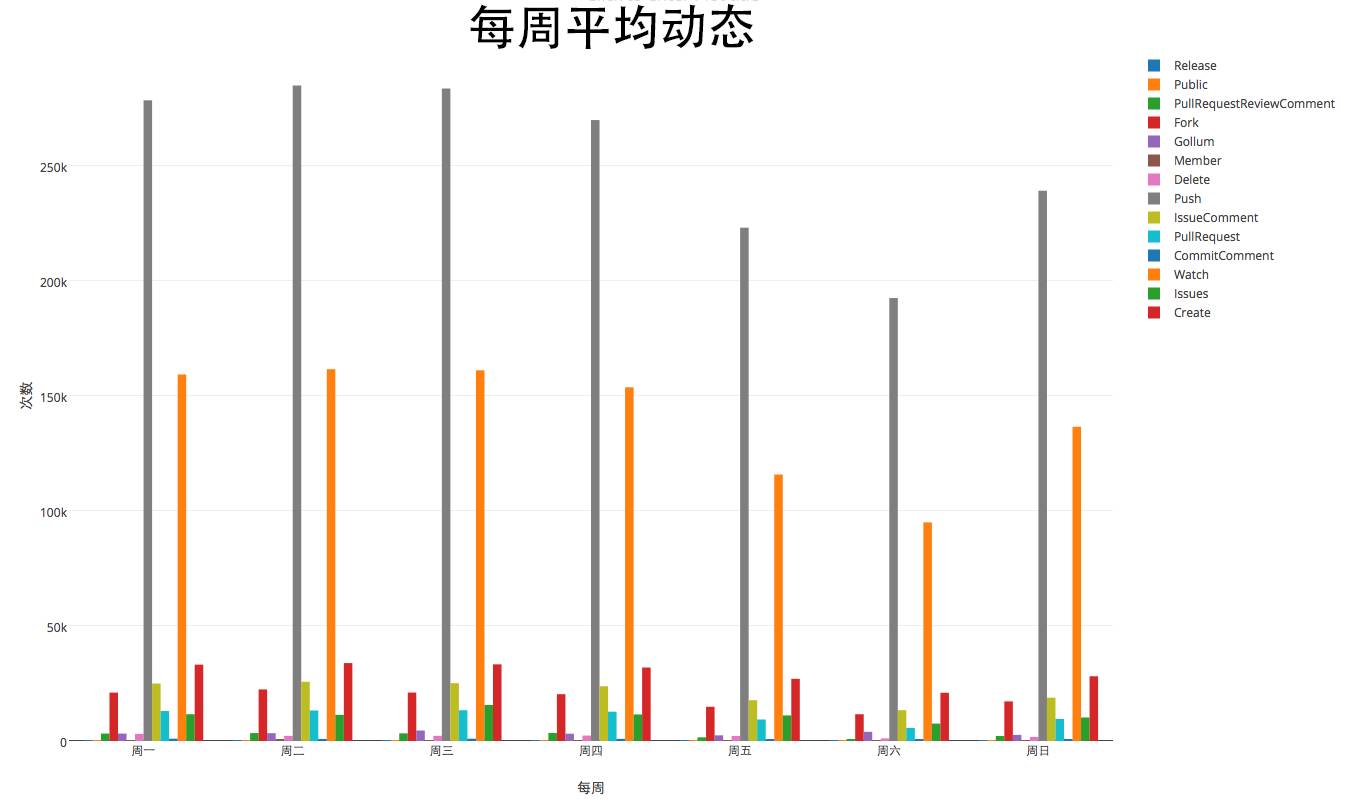 每周平均动态
Release
Public
PullRequestReviewComment
Fork
Gollum
Member
Delete
Push
IssueComment
PullRequest
CommitComment
Watch
Issues
Create
250k
200k
150k
100k
50k
0
次数
周一 周二 周三 周四 周五 周六 周日
每周